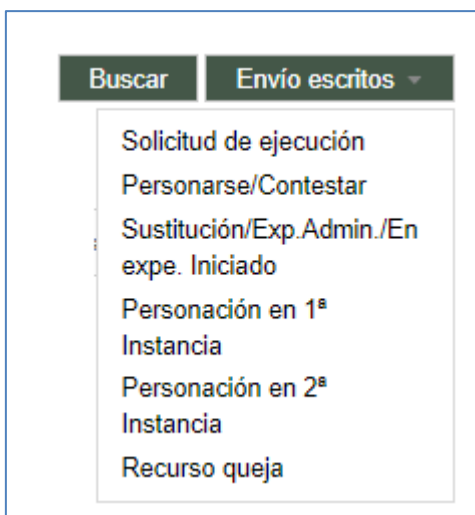 Buscar Envío escritos
Solicitud de ejecución
Personarse/Contestar
Sustitución/Exp.Admin./En
expe. Iniciado
Personación en 1ª
Instancia
Personación en 2ª
Instancia
Recurso queja